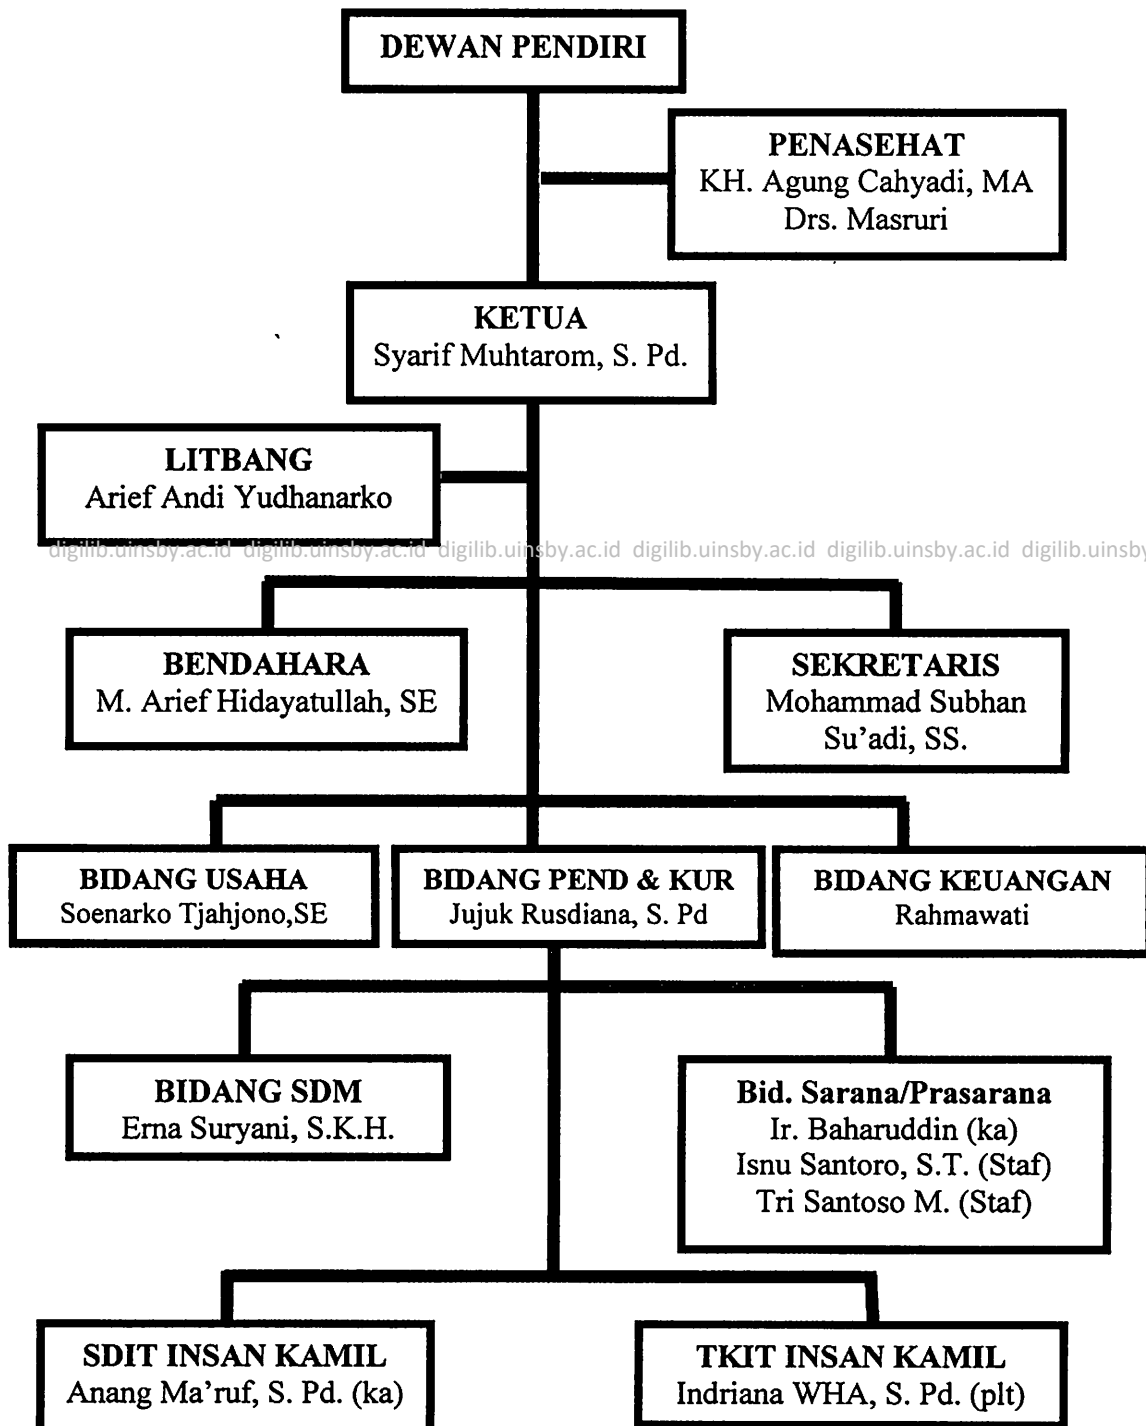 DEWAN PENDIRI
PENASEHAT
KH. Agung Cahyadi, MA
Drs. Masruri
KETUA
Syarif Muhtarom, S. Pd.
LITBANG
Arief Andi Yudhanarko
digilib.uinsby.ac.id digilib.uinsby.ac.id digilib.uinsby.ac.id digilib.uinsby.ac.id digilib.uinsby.ac.id digilib.uinsby
BENDAHARA
M. Arief Hidayatullah, SE
SEKRETARIS
Mohammad Subhan
Su'adi, SS.
BIDANG USAHA
Soenarko Tjahjono,SE
BIDANG PEND & KUR
Jujuk Rusdiana, S. Pd
BIDANG KEUANGAN
Rahmawati
BIDANG SDM
Erna Suryani, S.K.H.
Bid. Sarana/Prasarana
Ir. Baharuddin (ka)
Isnu Santoro, S.T. (Staf)
Tri Santoso M. (Staf)
SDIT INSAN KAMIL
Anang Ma'ruf, S. Pd. (ka)
TKIT INSAN KAMIL
Indriana WHA, S. Pd. (plt)